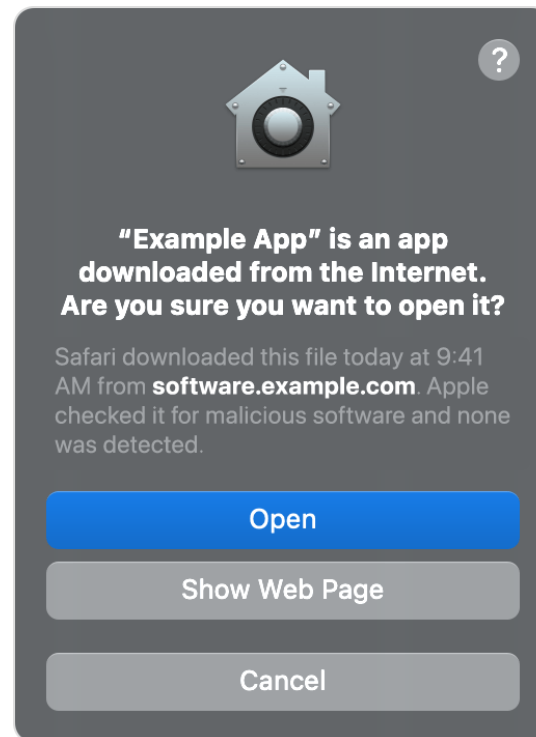 ?
“Example App” is an app
downloaded from the Internet.
Are you sure you want to open it?
Safari downloaded this file today at 9:41
AM from software.example.com. Apple
checked it for malicious software and none
was detected.
Open
Show Web Page
Cancel